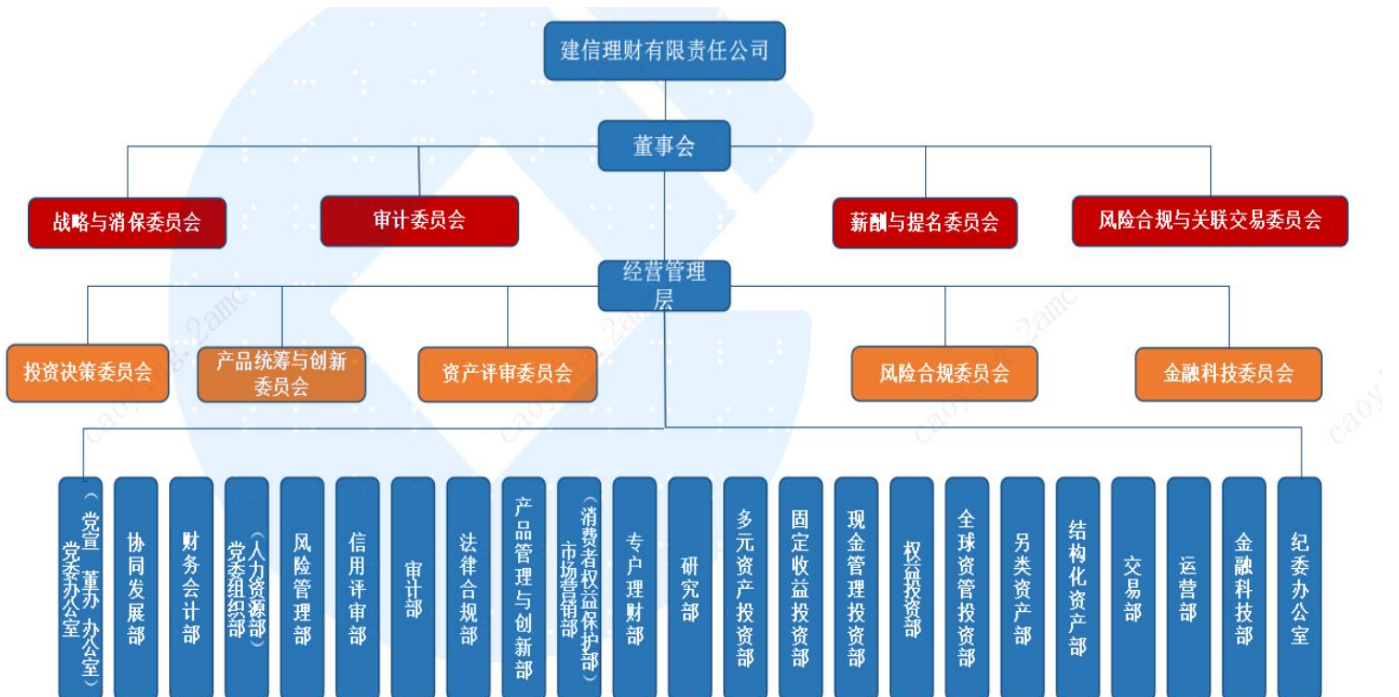 建信理财有限责任公司
董事会
战略与消保委员会
审计委员会
薪酬与提名委员会
风险合规与关联交易委员会
经营管理
层
投资决策委员会
产品统筹与创新
委员会
资产评审委员会
风险合规委员会
金融科技委员会
党委办公室
（党宣 董办 办公室）
协同发展部
财务会计部
党委组织部
（人力资源部）
风险管理部
信用评审部
审计部
法律合规部
产品管理与创新部
市场营销部
（消费者权益保护部）
专户理财部
研究部
多元资产投资部
固定收益投资部
现金管理投资部
权益投资部
全球资管投资部
另类资产部
结构化资产部
交易部
运营部
金融科技部
纪委办公室